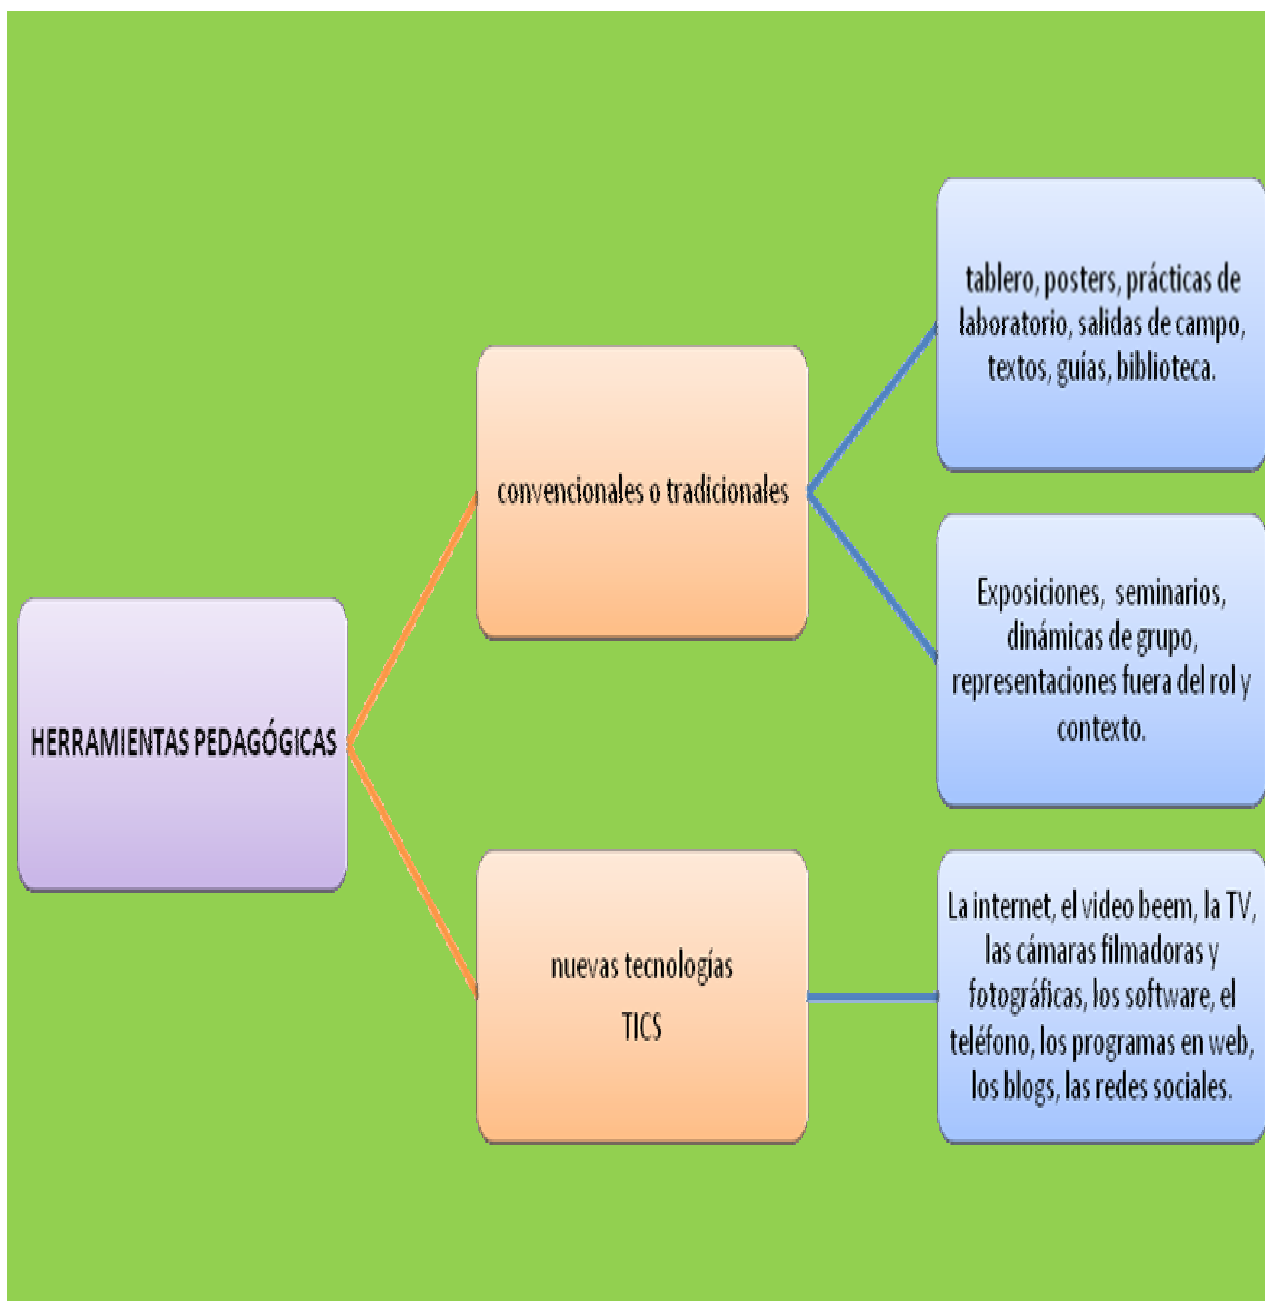 HERRAMIENTAS PEDAGÓGICAS
convencionales o tradicionales
tablero, posters, prácticas de
laboratorio, salidas de campo,
textos, guías, biblioteca.
Exposiciones, seminarios,
dinámicas de grupo,
representaciones fuera del rol y
contexto.
nuevas tecnologías
TICS
La internet, el video beem, la TV,
las cámaras filmadoras y
fotográficas, los software, el
teléfono, los programas en web,
los blogs, las redes sociales.